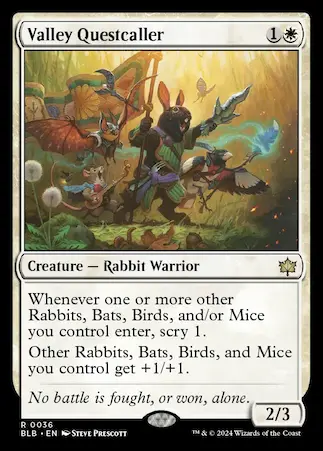 Valley Questcaller 1
Creature — Rabbit Warrior
Whenever one or more other
Rabbits, Bats, Birds, and/or Mice
you control enter, scry 1.
Other Rabbits, Bats, Birds, and Mice
you control get +1/+1.
No battle is fought, or won, alone.
2/3
R 0036
BLB • EN Steve Prescott
™ & © 2024 Wizards of the Coast